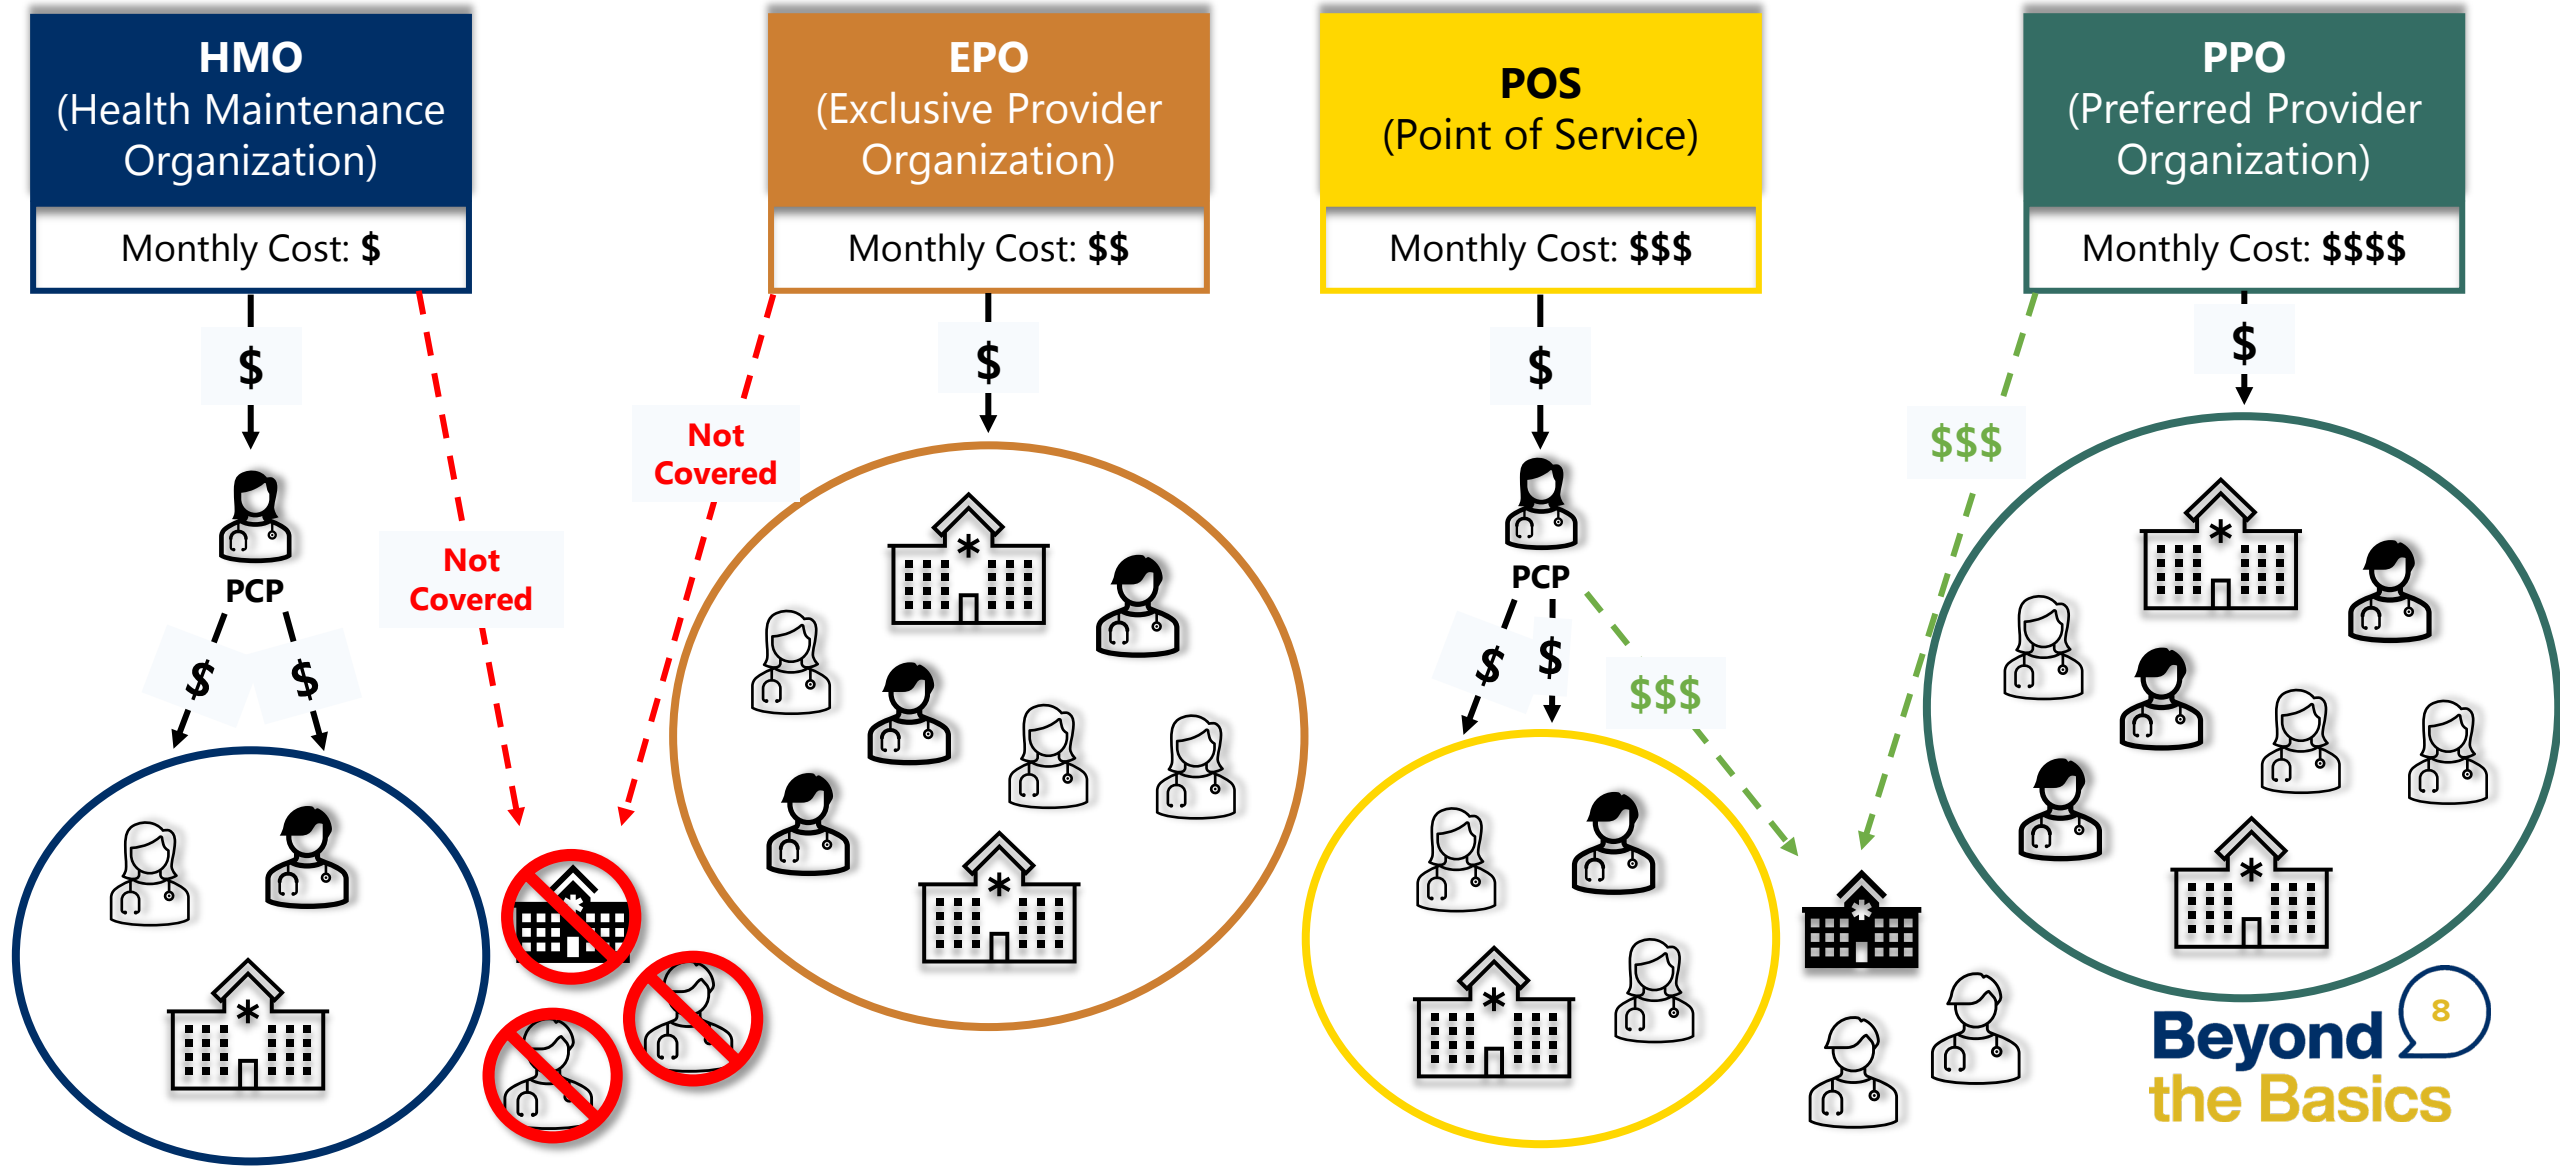 HMO
(Health Maintenance
Organization)
Monthly Cost: $
EPO
(Exclusive Provider
Organization)
Monthly Cost: $$
POS
(Point of Service)
Monthly Cost: $$$
PPO
(Preferred Provider
Organization)
Monthly Cost: $$$$
$
PCP
$
$
Not
Covered
Not
Covered
$
$
PCP
$
$
$$$
$$$
$
Beyond
the Basics
8